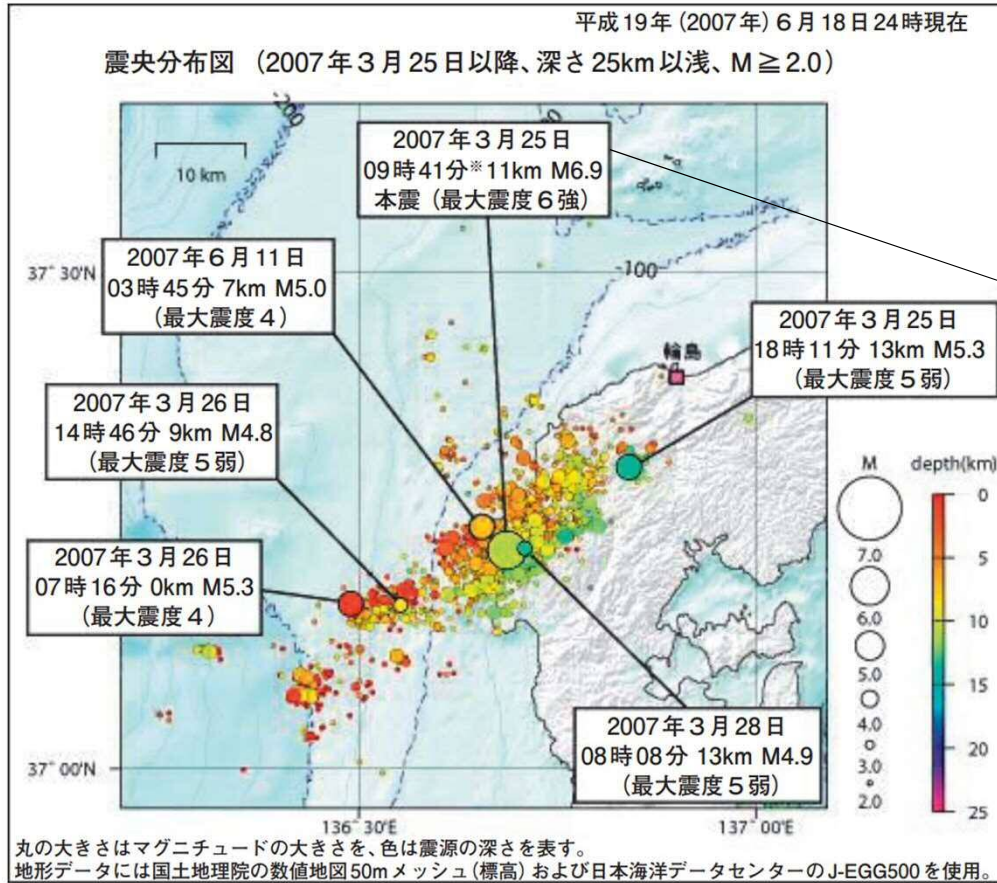 平成19年(2007年)6月18日24時現在
震央分布図 (2007年3月25日以降、深さ25km以浅、M≧2.0)
-200
10 km
2007年3月25日
09時41分※11km M6.9
本震(最大震度6強)
2007年6月11日
03時45分 7km M5.0
(最大震度4)
37°30′N
-100
2007年3月25日
18時11分 13km M5.3
(最大震度5弱)
輪島
2007年3月26日
14時46分 9km M4.8
(最大震度5弱)
2007年3月26日
07時16分 0km M5.3
(最大震度4)
2007年3月28日
08時08分 13km M4.9
(最大震度5弱)
M
7.0
6.0
5.0
4.0
3.0
2.0
depth(km)
0
5
10
15
20
25
37°00′N
136°30′E
137°00′E
丸の大きさはマグニチュードの大きさを、色は震源の深さを表す。
地形データには国土地理院の数値地図50mメッシュ(標高)および日本海洋データセンターのJ-EGG500を使用。